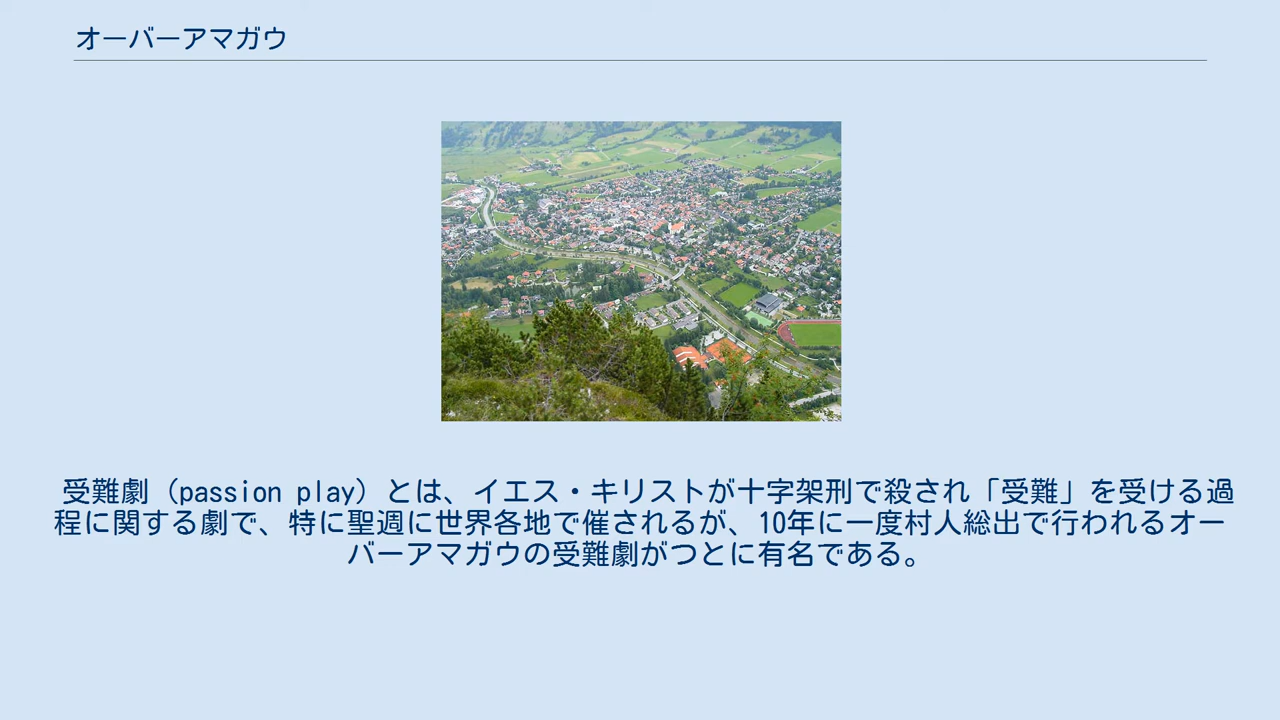 オーバーアマガウ
受難劇（passion play）とは、イエス・キリストが十字架刑で殺され「受難」を受ける過
程に関する劇で、特に聖週に世界各地で催されるが、10年に一度村人総出で行われるオー
バーアマガウの受難劇がつとに有名である。